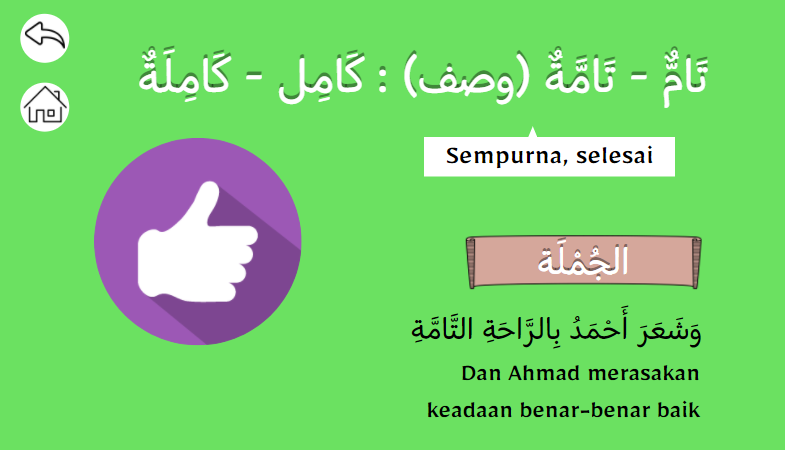 تَامٌّ - تَامَّةٌ (وصف) : كَامِل - كَامِلَةٌ
Sempurna, selesai
الجُمْلَة
وَشَعَرَ أَحْمَدُ بِالرَّاحَةِ التَّامَّةِ
Dan Ahmad merasakan
keadaan benar-benar baik